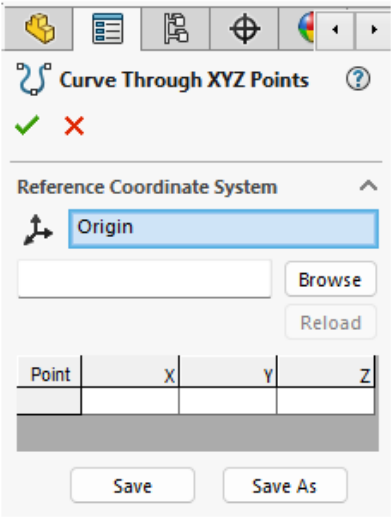 Curve Through XYZ Points ?
Reference Coordinate System
Origin
Browse
Reload
Point X Y Z
Save Save As